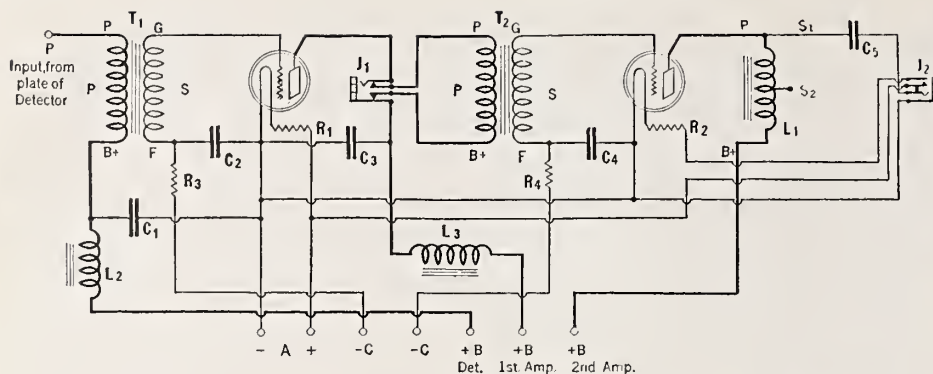 T1
T2
P
P
G
P
G
P
S1
C5
Input, from
plate of
Detector
J1
J2
P
S
P
S
S2
R1
R2
L1
C2
C3
C4
B+
F
B+
F
B+
R3
R4
C1
L3
L2
- A + -C -C +B +B +B
Det. 1st. Amp. 2nd Amp.